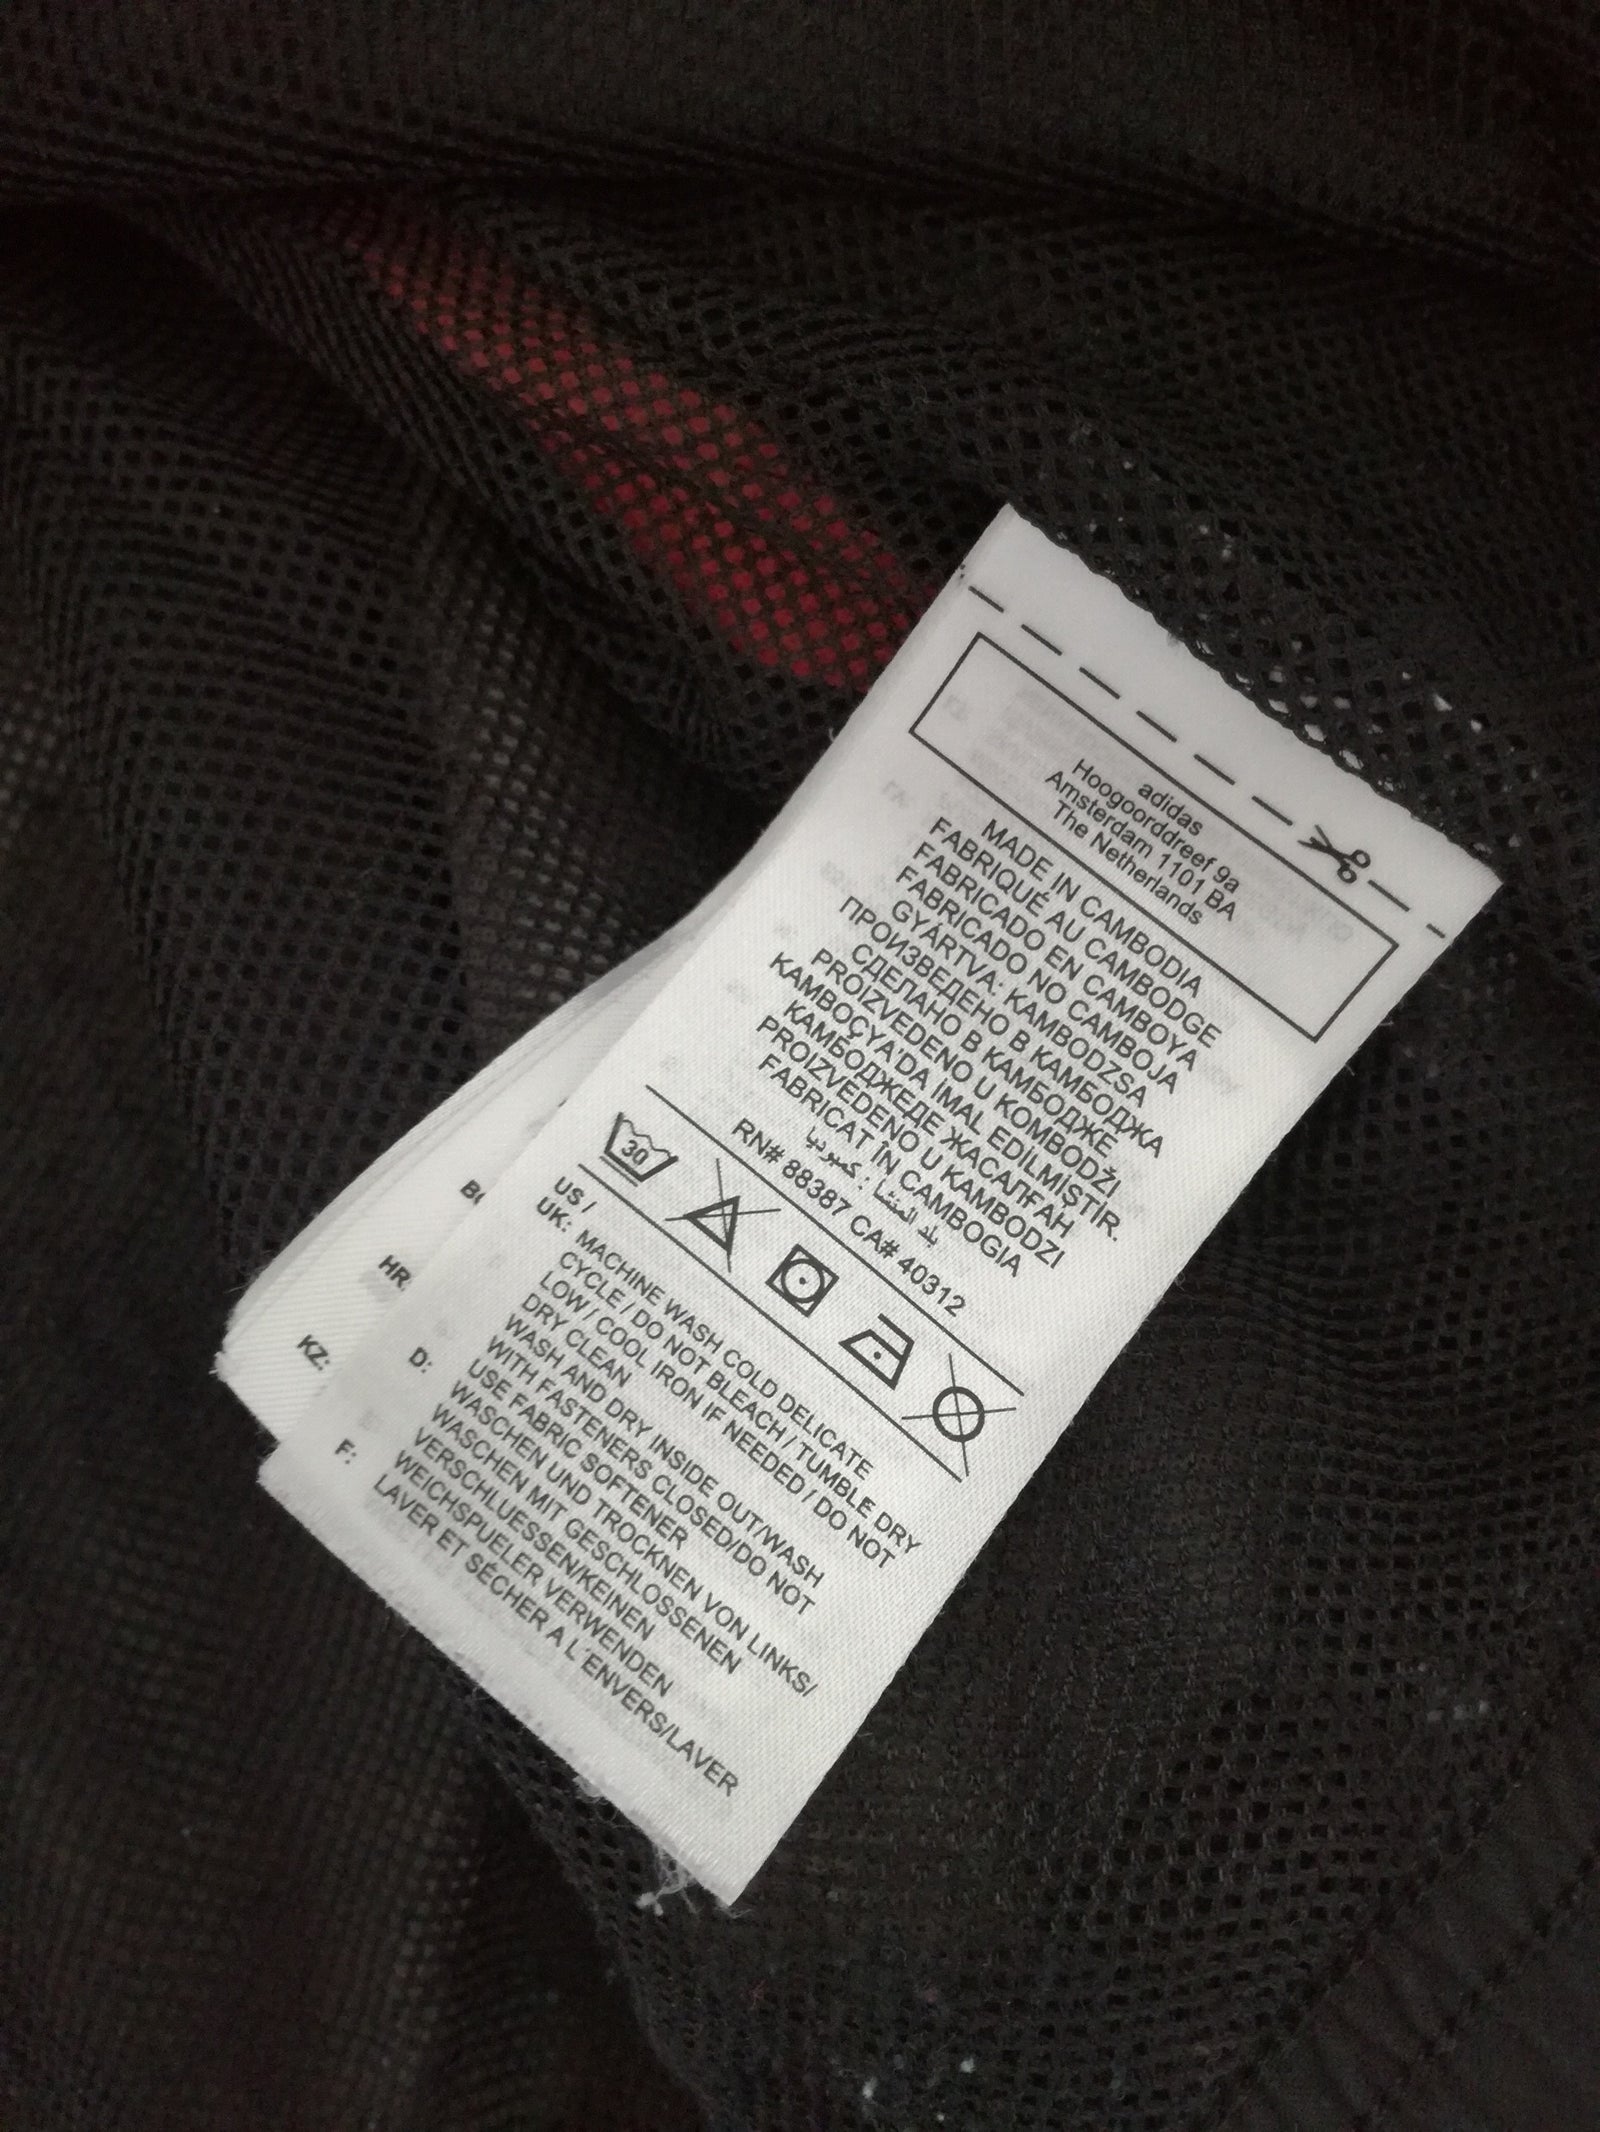 adidas
Hoogoorddreef 9a
Amsterdam 1101 BA
The Netherlands
MADE IN CAMBODIA
FABRIQUÉ AU CAMBODGE
FABRICADO EN CAMBOYA
FABRICADO NO CAMBOJA
GYÁRTVA: KAMBODZSA
ПРОИЗВЕДЕНО В КАМБОДЖА
СДЕЛАНО В КАМБОДЖЕ
PROIZVEDENO U KOMBODŽI
KAMBOÇYA'DA İMAL EDİLMİŞTİR.
КАМБОДЖЕДЕ ЖАСАЛҒАН
PROIZVEDENO U KAMBODZI
FABRICAT ÎN CAMBOGIA
بلد المنشأ : كمبوديا
RN# 88387 CA# 40312
30
US /
UK: MACHINE WASH COLD DELICATE
CYCLE / DO NOT BLEACH / TUMBLE DRY
LOW / COOL IRON IF NEEDED / DO NOT
DRY CLEAN
WASH AND DRY INSIDE OUT/WASH
WITH FASTENERS CLOSED/DO NOT
USE FABRIC SOFTENER
D: WASCHEN UND TROCKNEN VON LINKS/
WASCHEN MIT GESCHLOSSENEN
VERSCHLUESSEN/KEINEN
WEICHSPUELER VERWENDEN
F: LAVER ET SÉCHER A L'ENVERS/LAVER
HR:
KZ: